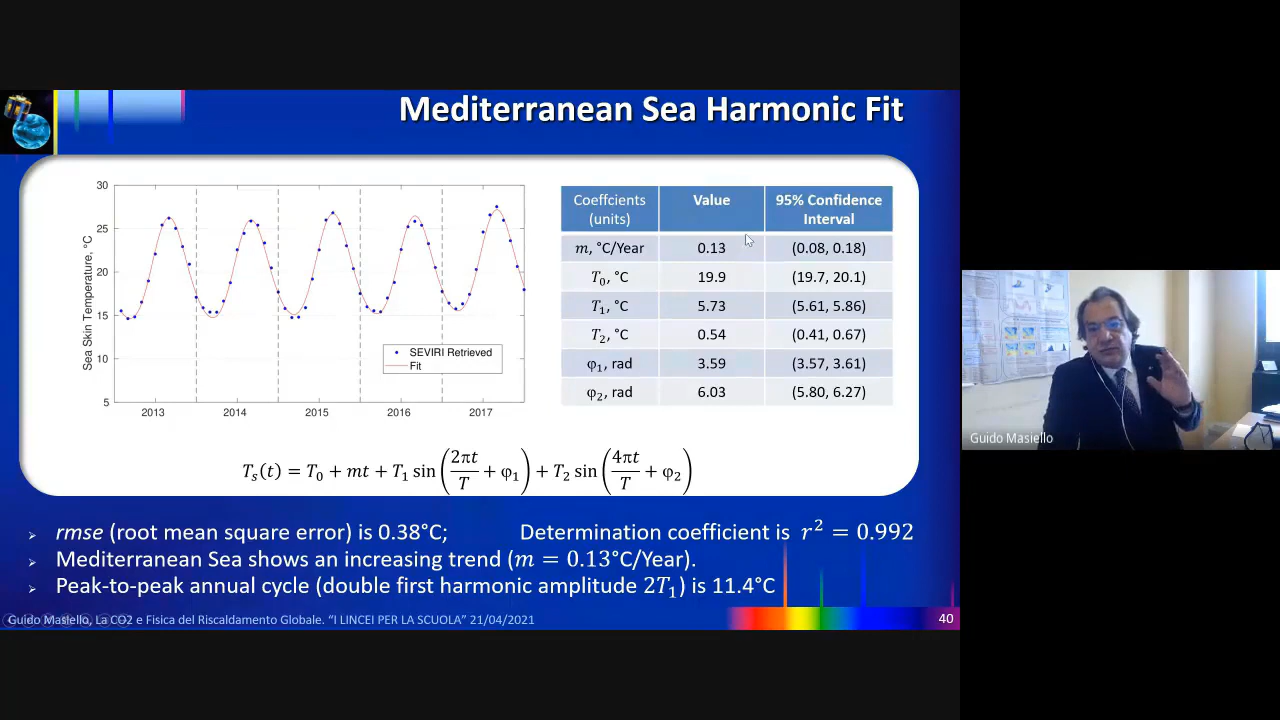 Mediterranean Sea Harmonic Fit
30
25
20
15
10
5
Sea Skin Temperature, °C
2013 2014 2015 2016 2017
SEVIRI Retrieved
Fit
Coeffcients (units) Value 95% Confidence Interval
m, °C/Year 0.13 (0.08, 0.18)
T₀, °C 19.9 (19.7, 20.1)
T₁, °C 5.73 (5.61, 5.86)
T₂, °C 0.54 (0.41, 0.67)
φ₁, rad 3.59 (3.57, 3.61)
φ₂, rad 6.03 (5.80, 6.27)
Tₛ(t) = T₀ + mt + T₁ sin(2πt/T + φ₁) + T₂ sin(4πt/T + φ₂)
rmse (root mean square error) is 0.38°C; Determination coefficient is r² = 0.992
Mediterranean Sea shows an increasing trend (m = 0.13°C/Year).
Peak-to-peak annual cycle (double first harmonic amplitude 2T₁) is 11.4°C
Guido Masiello, La CO2 e Fisica del Riscaldamento Globale. "I LINCEI PER LA SCUOLA" 21/04/2021
40
Guido Masiello